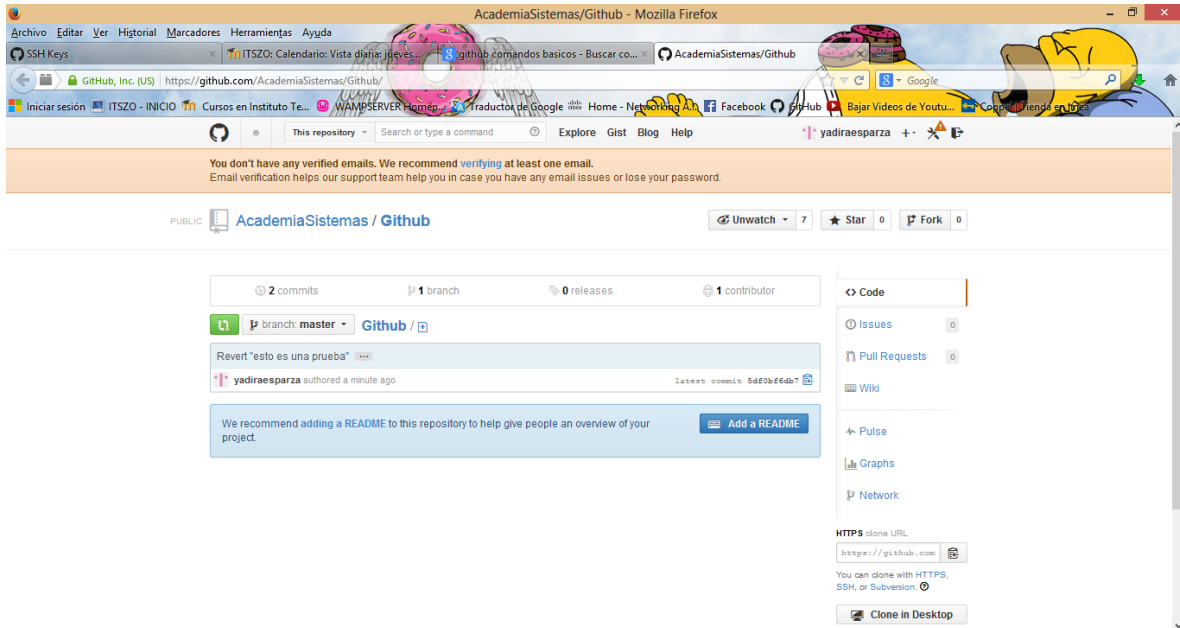 AcademiaSistemas/Github - Mozilla Firefox
Archivo Editar Ver Historial Marcadores Herramientas Ayuda
SSH Keys
ITSZO: Calendario: Vista diaria: jueves...
github comandos basicos - Buscar co...
AcademiaSistemas/Github
GitHub, Inc. (US) https://github.com/AcademiaSistemas/Github/
Google
Iniciar sesión ITSZO - INICIO Cursos en Instituto Te... WAMPSERVER Homep... Traductor de Google Home - Networking A... Facebook GitHub Bajar Videos de Youtu... Coppel Tienda en línea
This repository Search or type a command Explore Gist Blog Help yadiraesparza
You don't have any verified emails. We recommend verifying at least one email.
Email verification helps our support team help you in case you have any email issues or lose your password.
PUBLIC AcademiaSistemas / Github Unwatch 7 Star 0 Fork 0
2 commits 1 branch 0 releases 1 contributor
branch: master Github /
Revert "esto es una prueba" ...
yadiraesparza authored a minute ago latest commit 5df0bf6db7
We recommend adding a README to this repository to help give people an overview of your
project.
Add a README
Code
Issues 0
Pull Requests 0
Wiki
Pulse
Graphs
Network
HTTPS clone URL
https://github.com
You can clone with HTTPS,
SSH, or Subversion.
Clone in Desktop